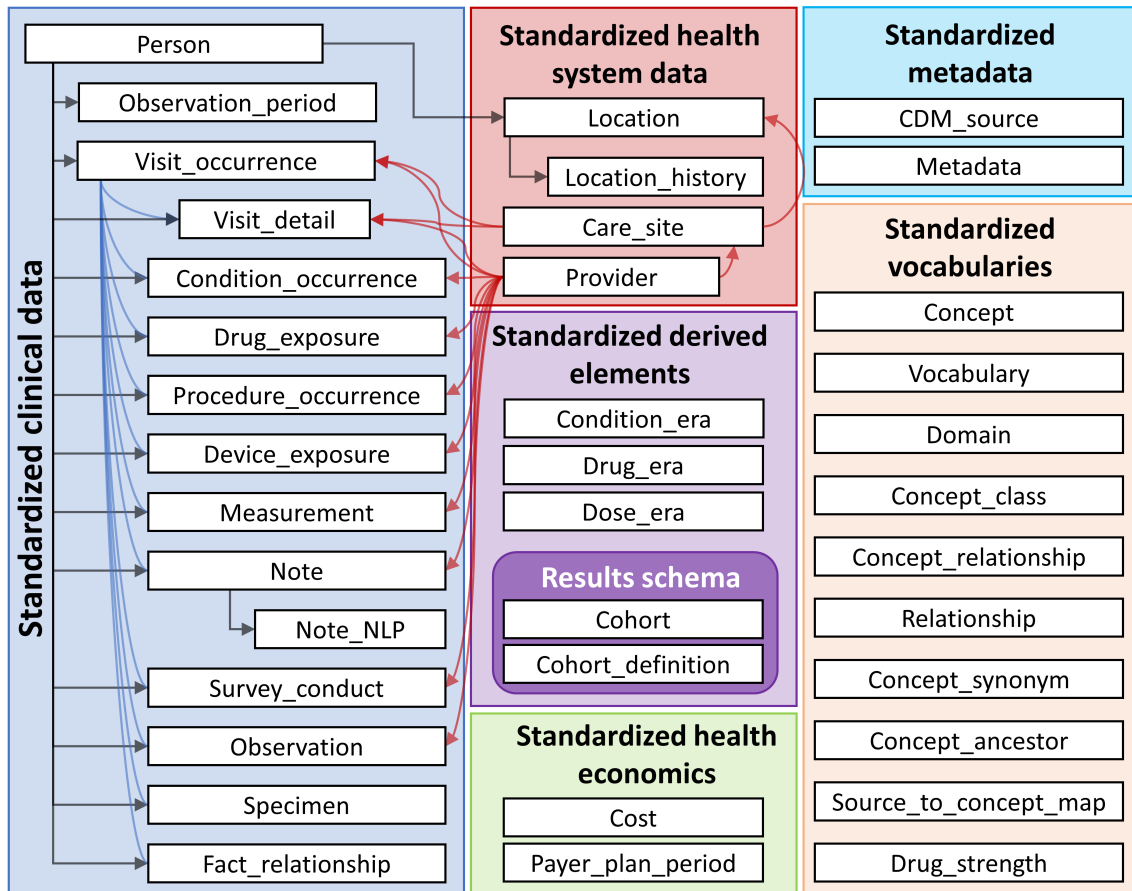 Standardized clinical data
Person
Observation_period
Visit_occurrence
Visit_detail
Condition_occurrence
Drug_exposure
Procedure_occurrence
Device_exposure
Measurement
Note
Note_NLP
Survey_conduct
Observation
Specimen
Fact_relationship
Standardized health
system data
Location
Location_history
Care_site
Provider
Standardized derived
elements
Condition_era
Drug_era
Dose_era
Results schema
Cohort
Cohort_definition
Standardized health
economics
Cost
Payer_plan_period
Standardized
metadata
CDM_source
Metadata
Standardized
vocabularies
Concept
Vocabulary
Domain
Concept_class
Concept_relationship
Relationship
Concept_synonym
Concept_ancestor
Source_to_concept_map
Drug_strength